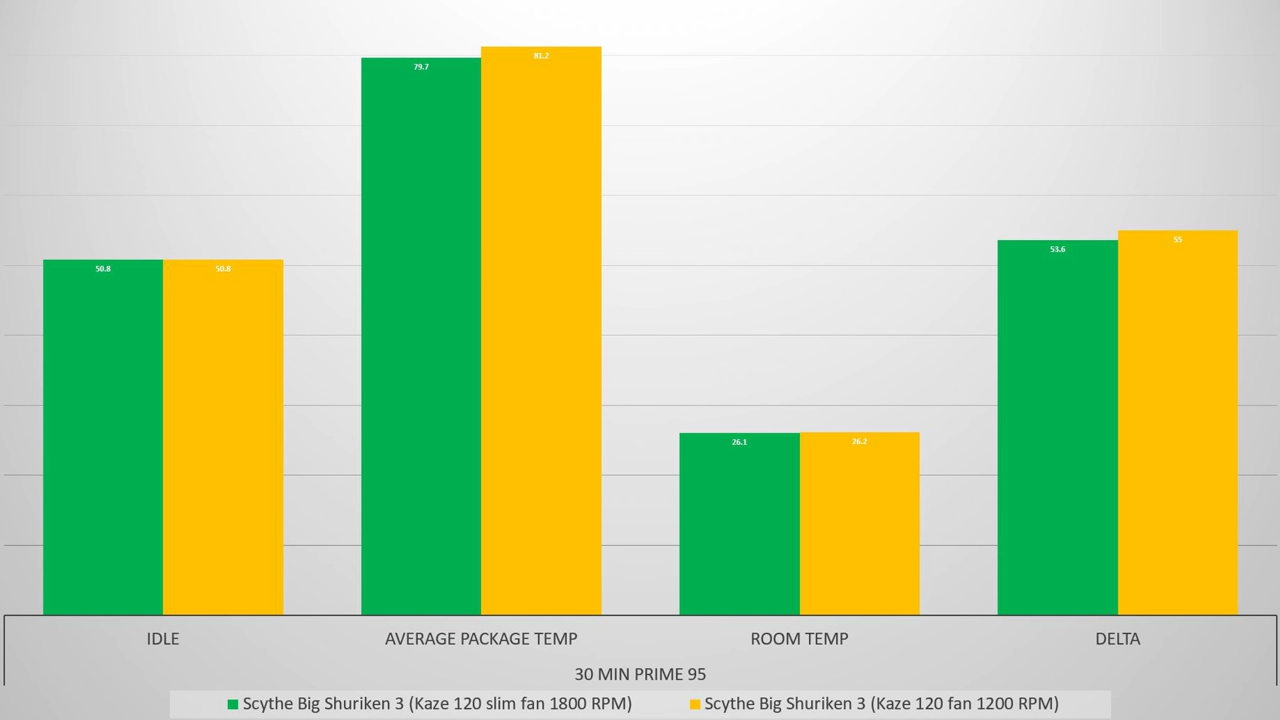 50.8
50.8
79.7
81.2
26.1
26.2
53.6
55
IDLE
AVERAGE PACKAGE TEMP
ROOM TEMP
DELTA
30 MIN PRIME 95
Scythe Big Shuriken 3 (Kaze 120 slim fan 1800 RPM)
Scythe Big Shuriken 3 (Kaze 120 fan 1200 RPM)